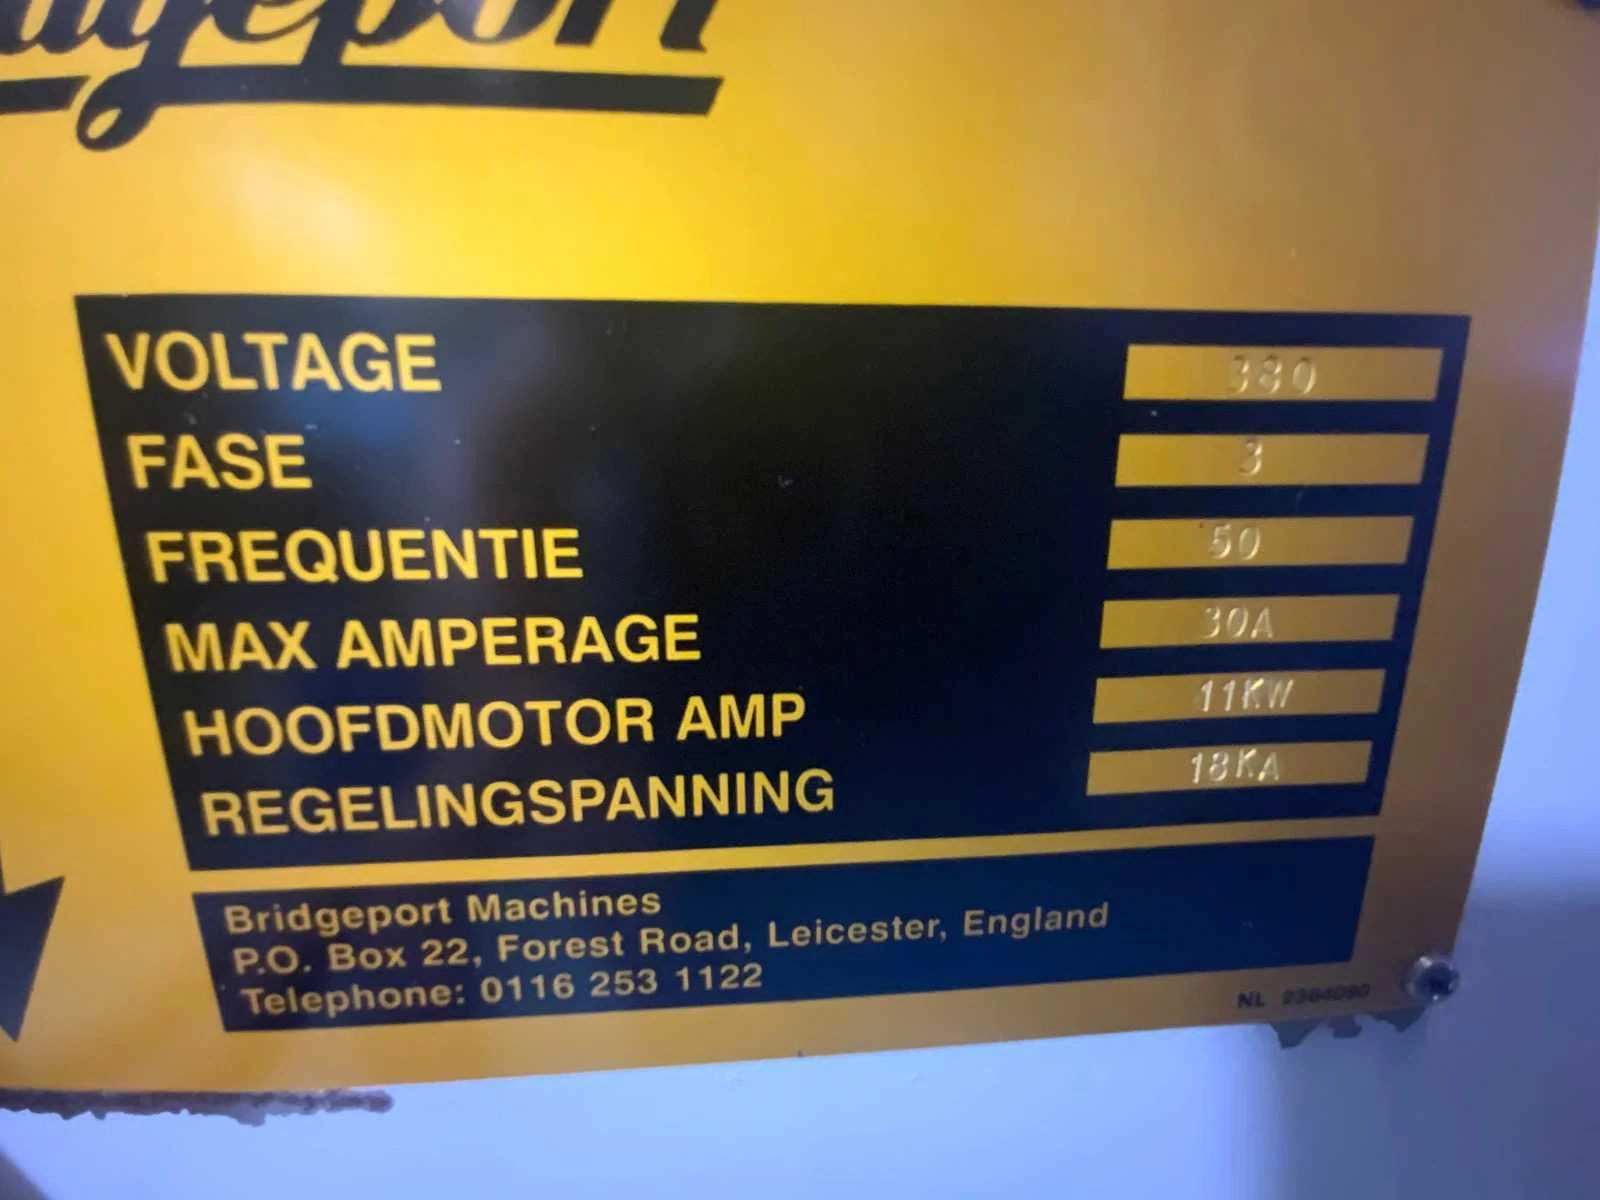 Bridgeport
VOLTAGE 380
FASE 3
FREQUENTIE 50
MAX AMPERAGE 30A
HOOFDMOTOR AMP 11KW
REGELINGSPANNING 18KA
Bridgeport Machines
P.O. Box 22, Forest Road, Leicester, England
Telephone: 0116 253 1122
NL